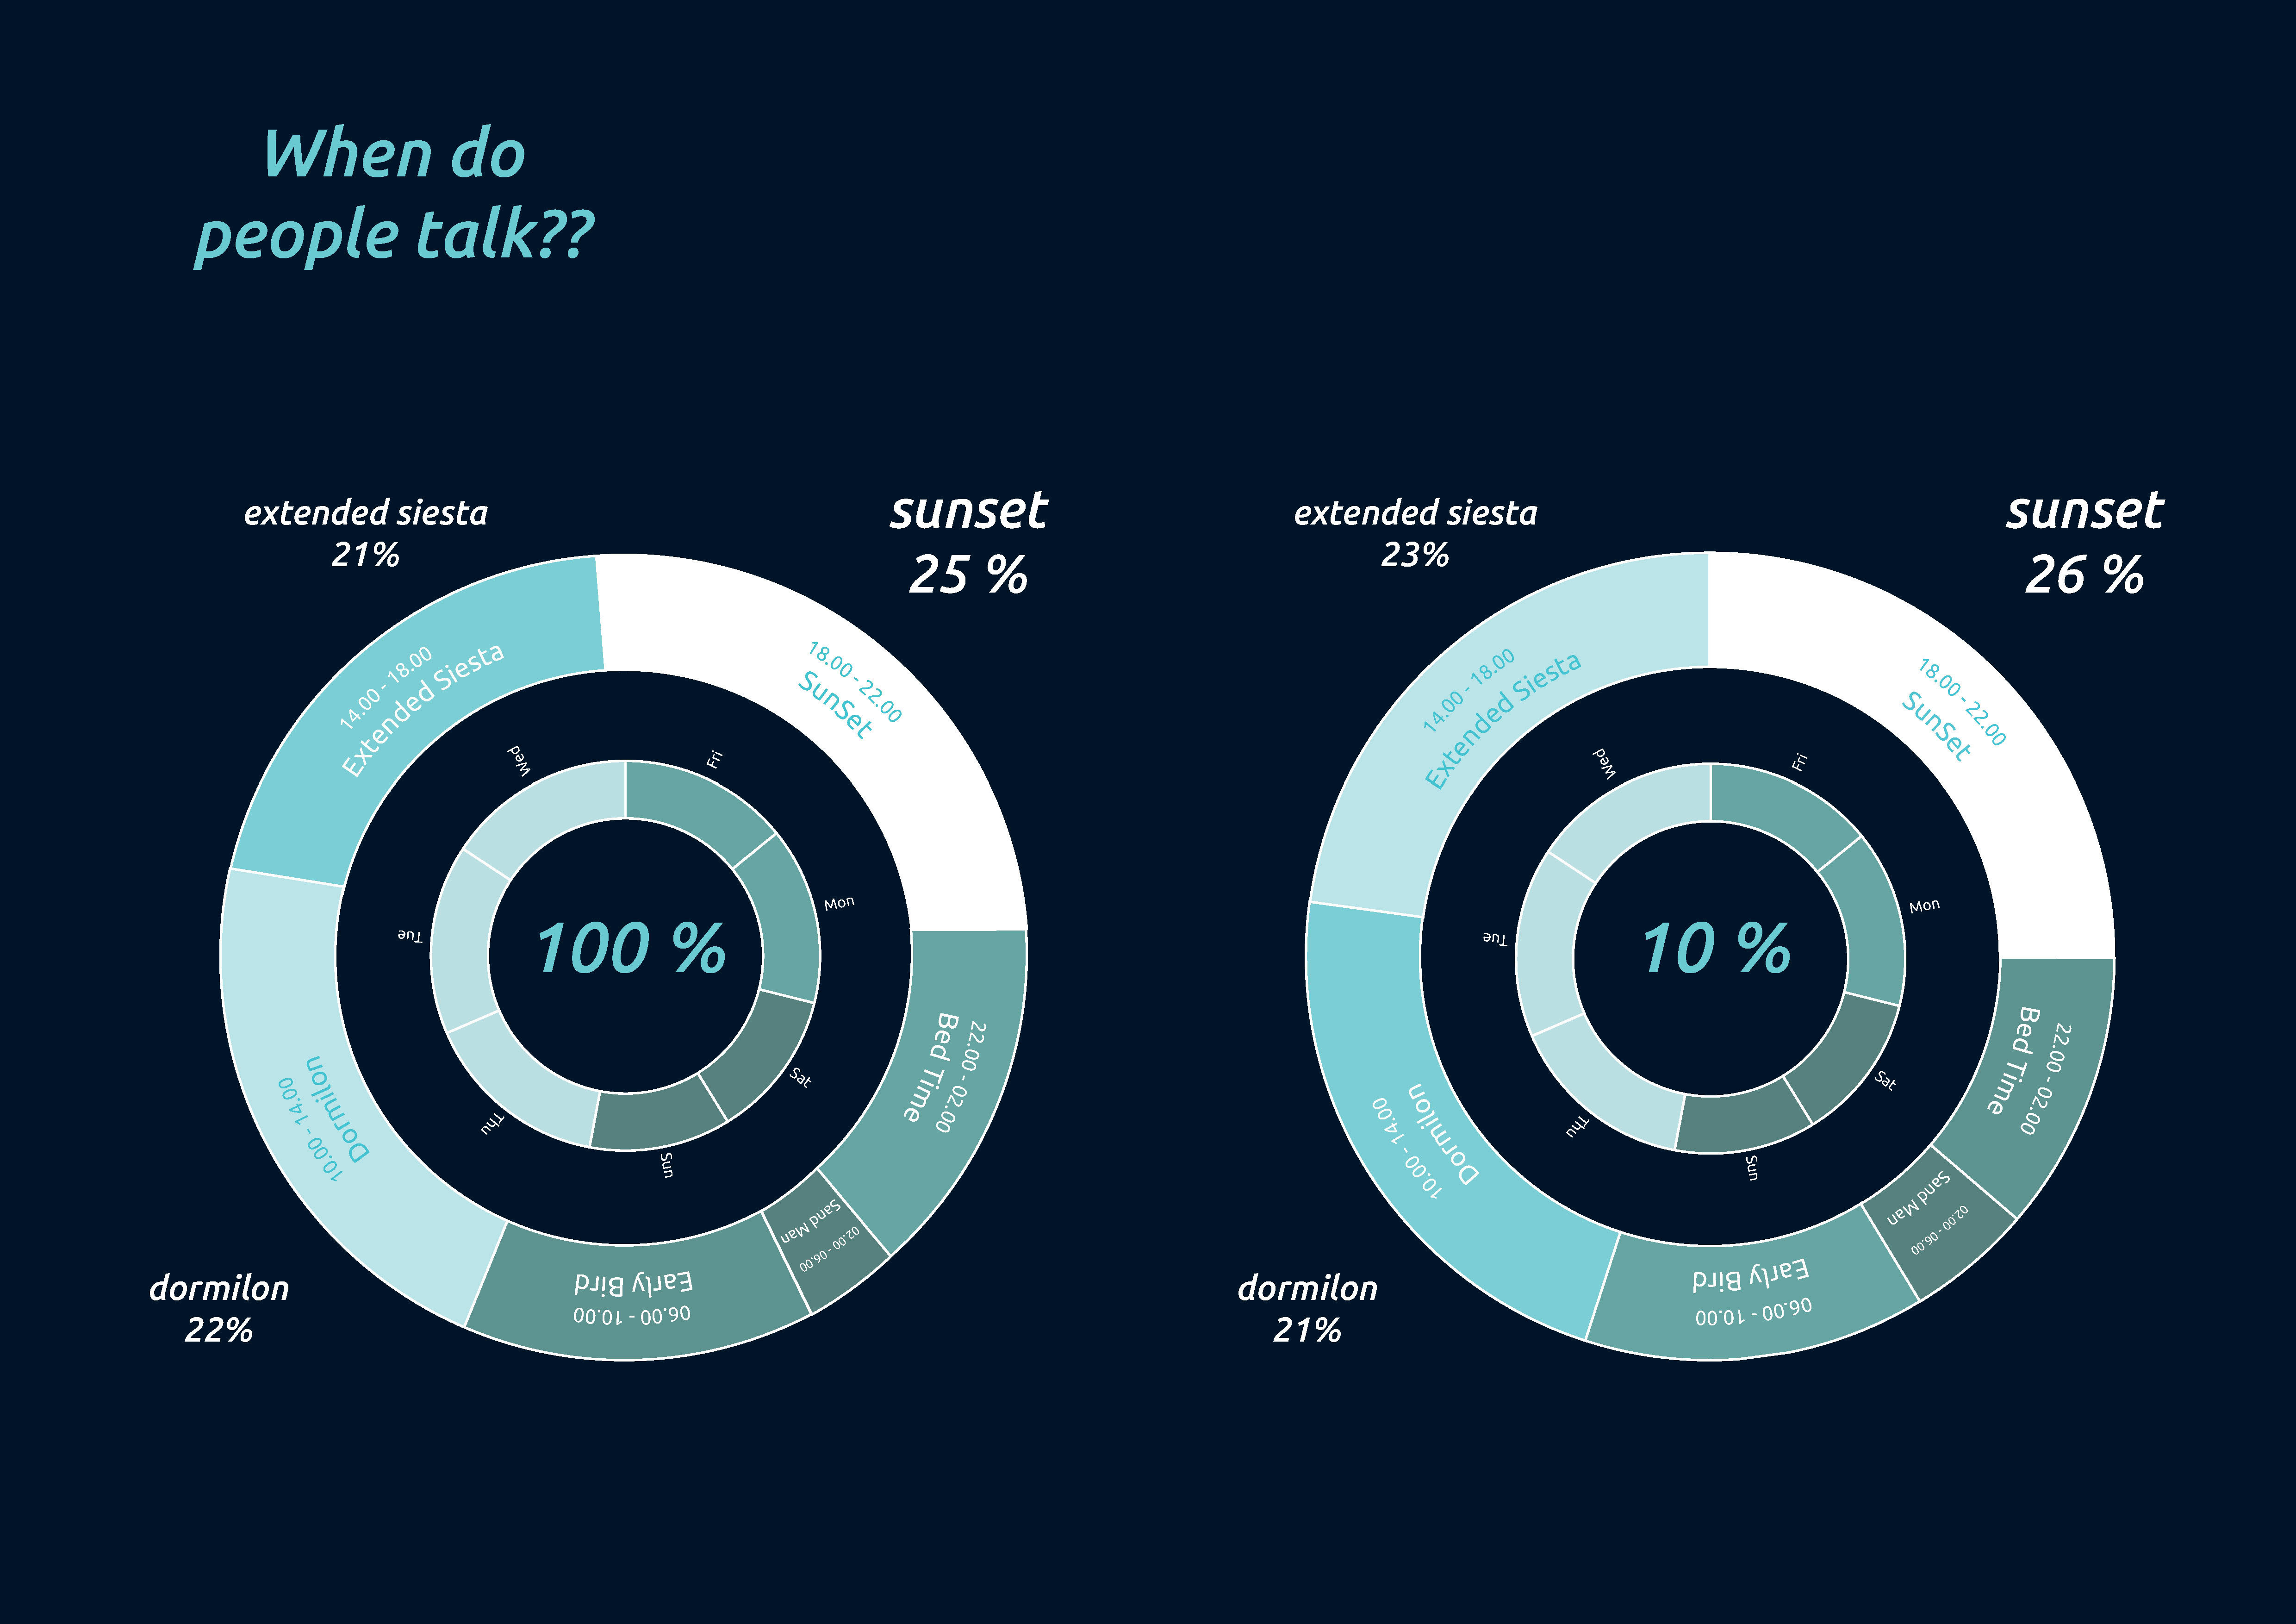 When do
people talk??
extended siesta
21%
sunset
25 %
14.00 - 18.00
Extended Siesta
18.00 - 22.00
SunSet
22.00 - 02.00
Bed Time
02.00 - 06.00
Sand Man
06.00 - 10.00
Early Bird
10.00 - 14.00
Dormilon
Wed
Fri
Mon
Sat
Sun
Thu
Tue
100 %
dormilon
22%
extended siesta
23%
sunset
26 %
14.00 - 18.00
Extended Siesta
18.00 - 22.00
SunSet
22.00 - 02.00
Bed Time
02.00 - 06.00
Sand Man
06.00 - 10.00
Early Bird
10.00 - 14.00
Dormilon
Wed
Fri
Mon
Sat
Sun
Thu
Tue
10 %
dormilon
21%